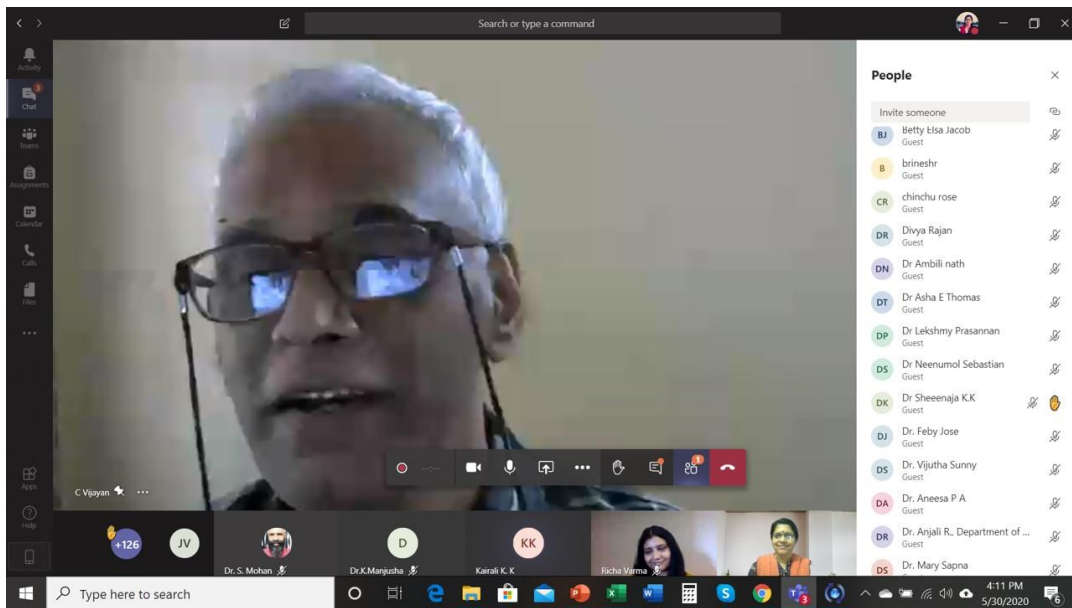 Search or type a command
Activity
3
Chat
Teams
Assignments
Calendar
Calls
Files
Apps
Help
C Vijayan
--:--
1
+126
JV
Dr. S. Mohan
D
Dr.K.Manjusha
KK
Kairali K. K
Richa Varma
People
Invite someone
BJ Betty Elsa Jacob
Guest
B brineshr
Guest
CR chinchu rose
Guest
DR Divya Rajan
Guest
DN Dr Ambili nath
Guest
DT Dr Asha E Thomas
Guest
DP Dr Lekshmy Prasannan
Guest
DS Dr Neenumol Sebastian
Guest
DK Dr Sheeenaja K.K
Guest
DJ Dr. Feby Jose
Guest
DS Dr. Vijutha Sunny
Guest
DA Dr. Aneesa P A
Guest
DR Dr. Anjali R., Department of ...
Guest
DS Dr. Mary Sapna
Type here to search
3
4:11 PM
5/30/2020
6